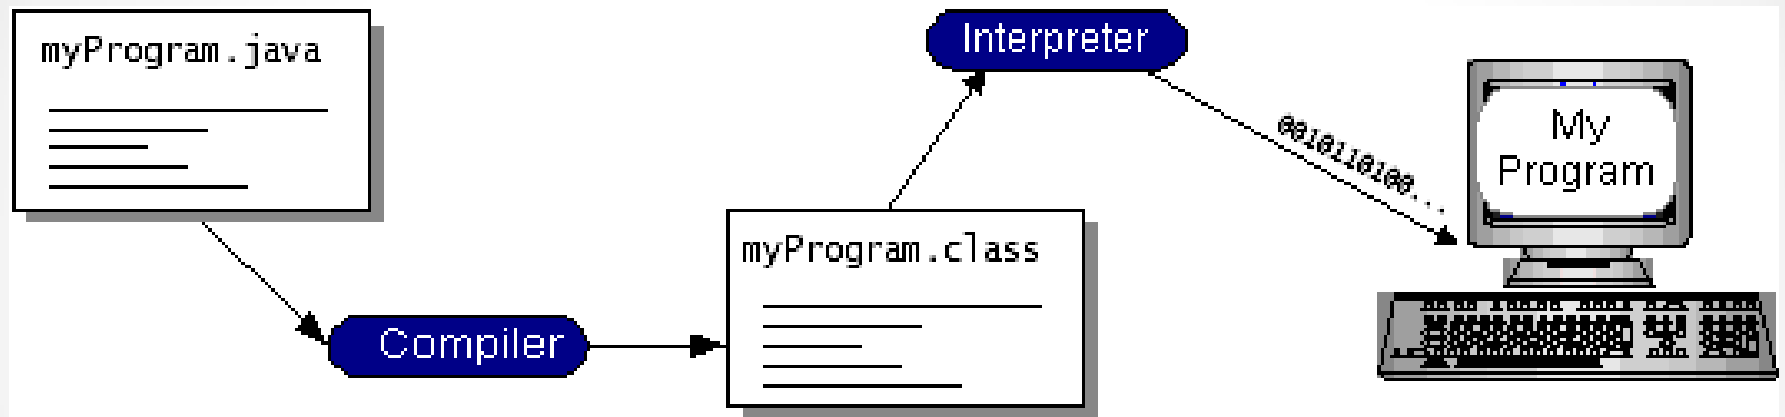 myProgram.java
Compiler
myProgram.class
Interpreter
0010110100...
My
Program